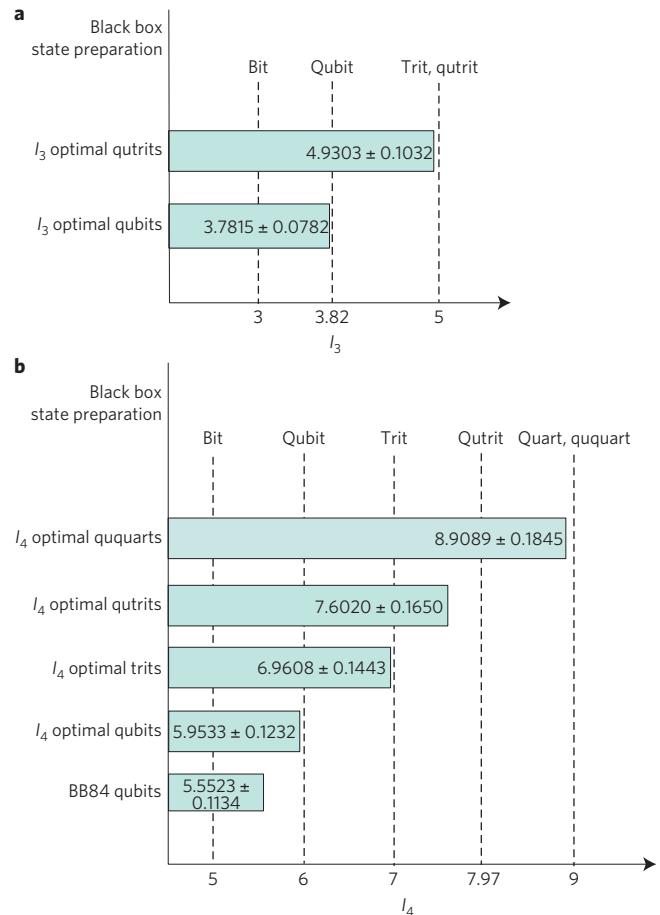 a
Black box
state preparation
Bit
Qubit
Trit, qutrit
I3 optimal qutrits
4.9303 ± 0.1032
I3 optimal qubits
3.7815 ± 0.0782
3
3.82
5
I3
b
Black box
state preparation
Bit
Qubit
Trit
Qutrit
Quart, ququart
I4 optimal ququarts
8.9089 ± 0.1845
I4 optimal qutrits
7.6020 ± 0.1650
I4 optimal trits
6.9608 ± 0.1443
I4 optimal qubits
5.9533 ± 0.1232
BB84 qubits
5.5523 ±
0.1134
5
6
7
7.97
9
I4